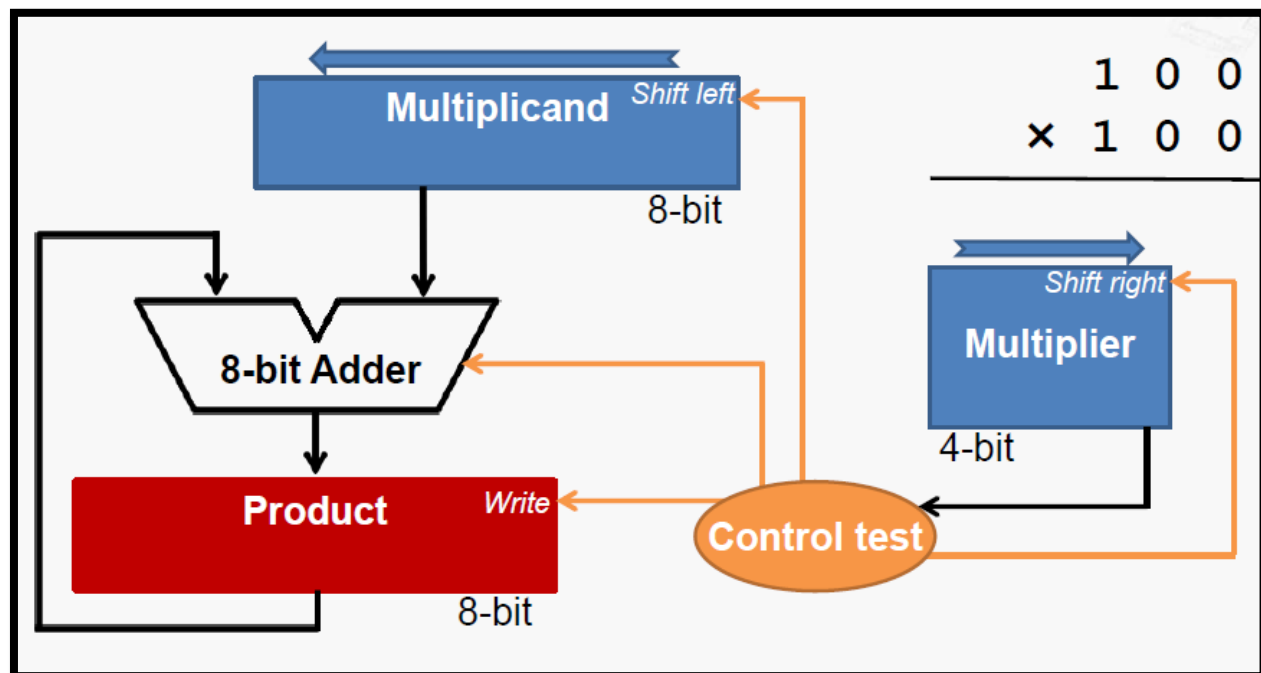 Multiplicand
Shift left
8-bit
1 0 0
× 1 0 0
Shift right
Multiplier
4-bit
8-bit Adder
Product
Write
8-bit
Control test